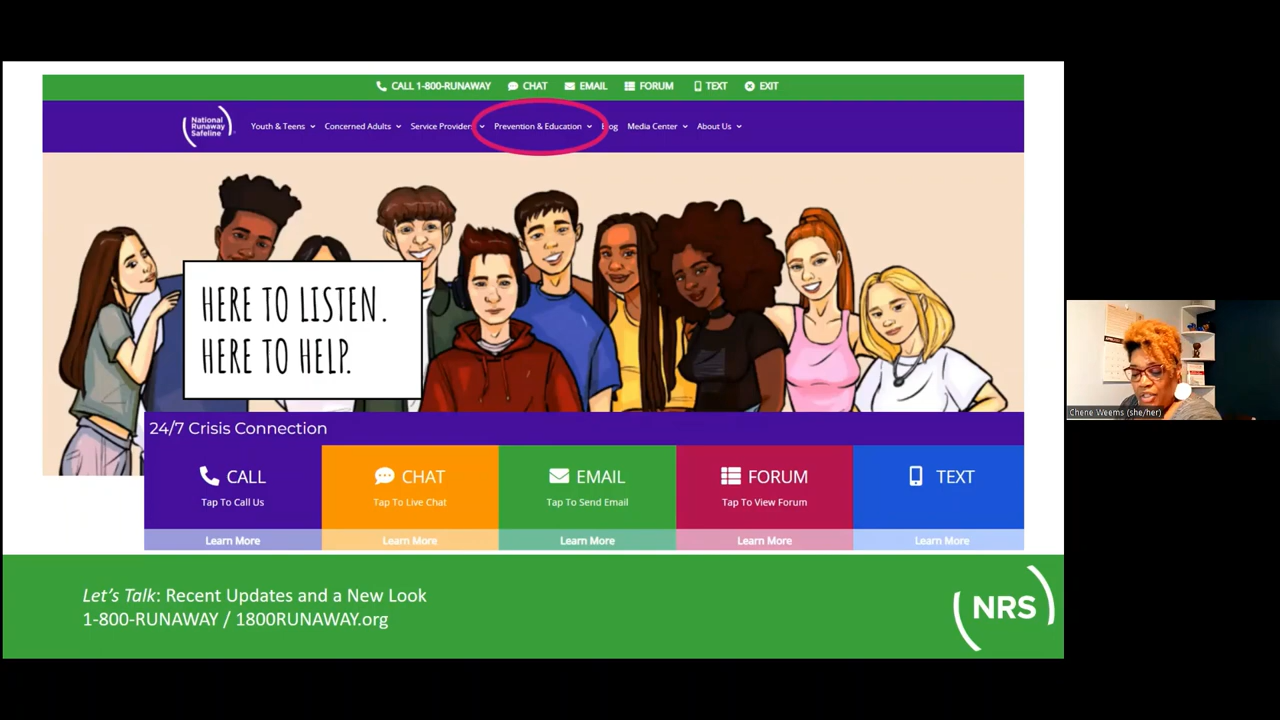 CALL 1-800-RUNAWAY CHAT EMAIL FORUM TEXT EXIT
National
Runaway
Safeline
Youth & Teens Concerned Adults Service Providers Prevention & Education Blog Media Center About Us
HERE TO LISTEN.
HERE TO HELP.
24/7 Crisis Connection
CALL CHAT EMAIL FORUM TEXT
Tap To Call Us Tap To Live Chat Tap To Send Email Tap To View Forum
Learn More Learn More Learn More Learn More Learn More
Let's Talk: Recent Updates and a New Look
1-800-RUNAWAY / 1800RUNAWAY.org
NRS
Chene Weems (she/her)